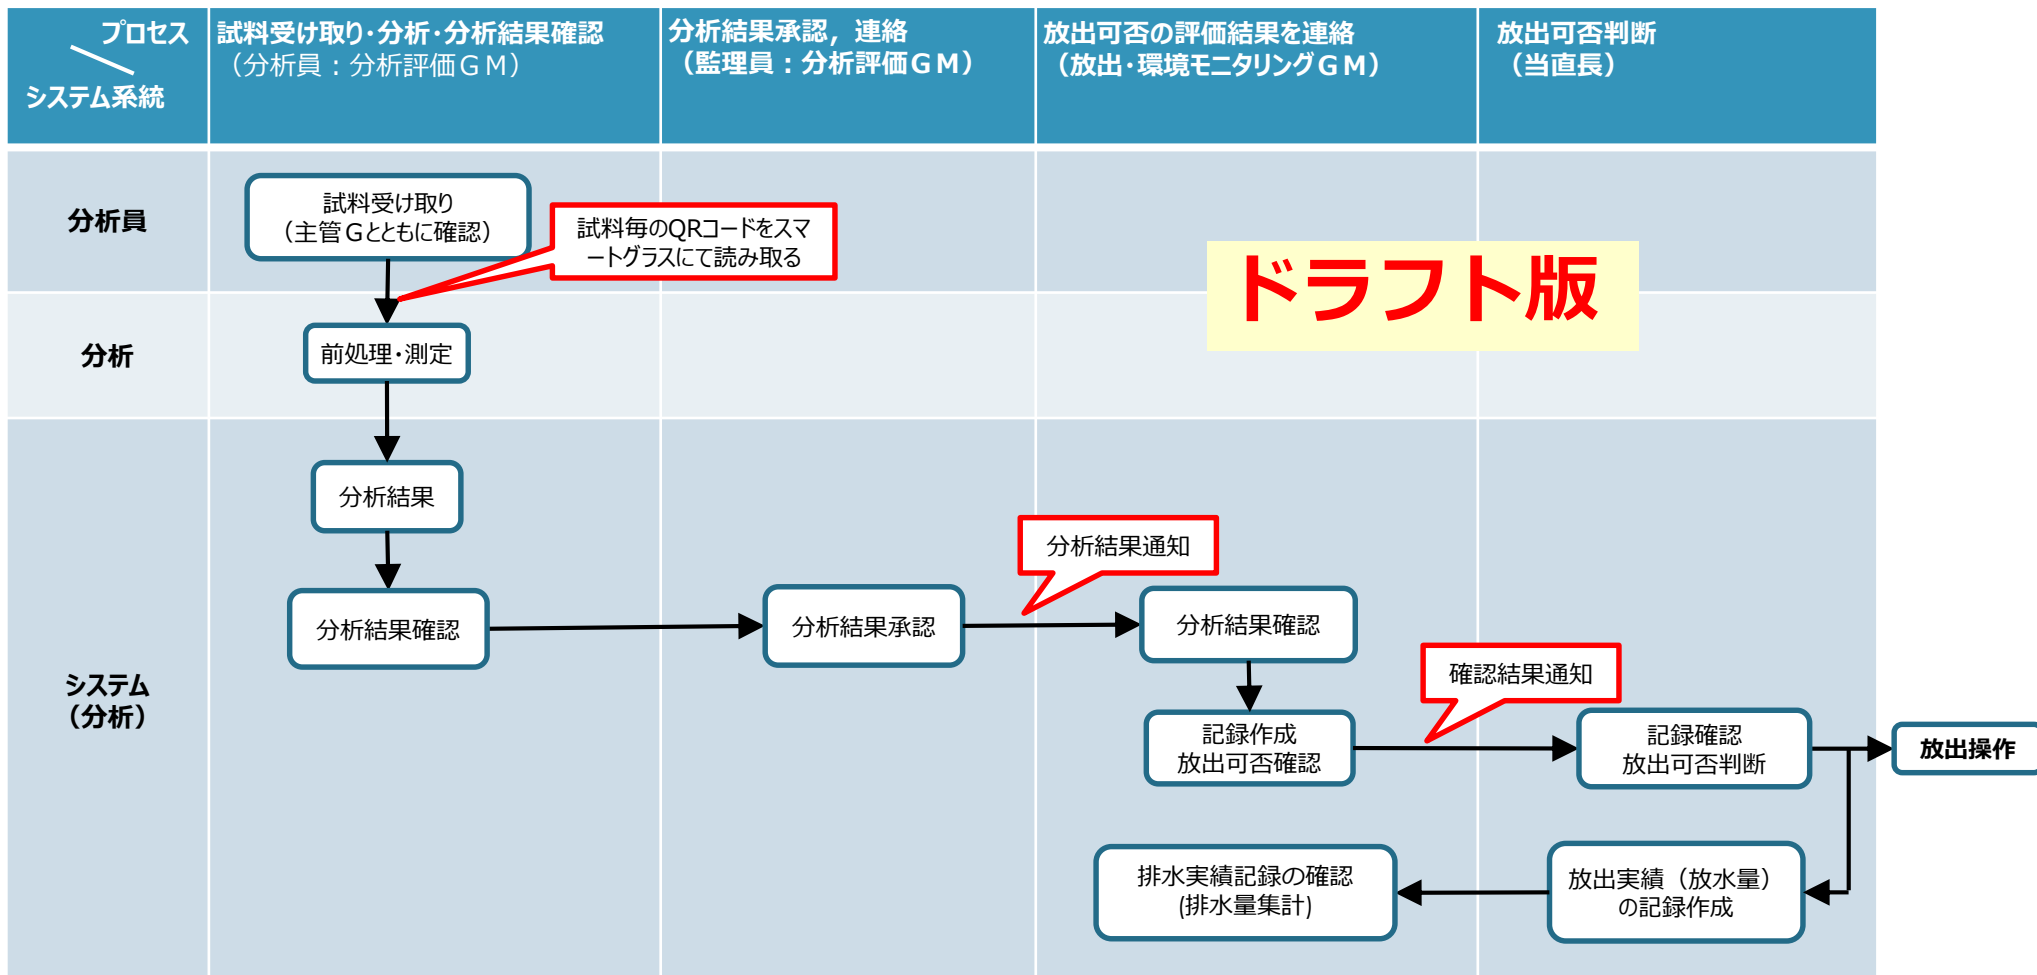 プロセス
システム系統
試料受け取り・分析・分析結果確認
（分析員：分析評価ＧＭ）
分析結果承認，連絡
（監理員：分析評価ＧＭ）
放出可否の評価結果を連絡
（放出・環境モニタリングＧＭ）
放出可否判断
（当直長）
分析員
試料受け取り
（主管Ｇとともに確認）
試料毎のQRコードをスマ
ートグラスにて読み取る
ドラフト版
分析
前処理・測定
システム
（分析）
分析結果
分析結果確認
分析結果承認
分析結果通知
分析結果確認
記録作成
放出可否確認
確認結果通知
記録確認
放出可否判断
放出操作
放出実績（放水量）
の記録作成
排水実績記録の確認
(排水量集計)